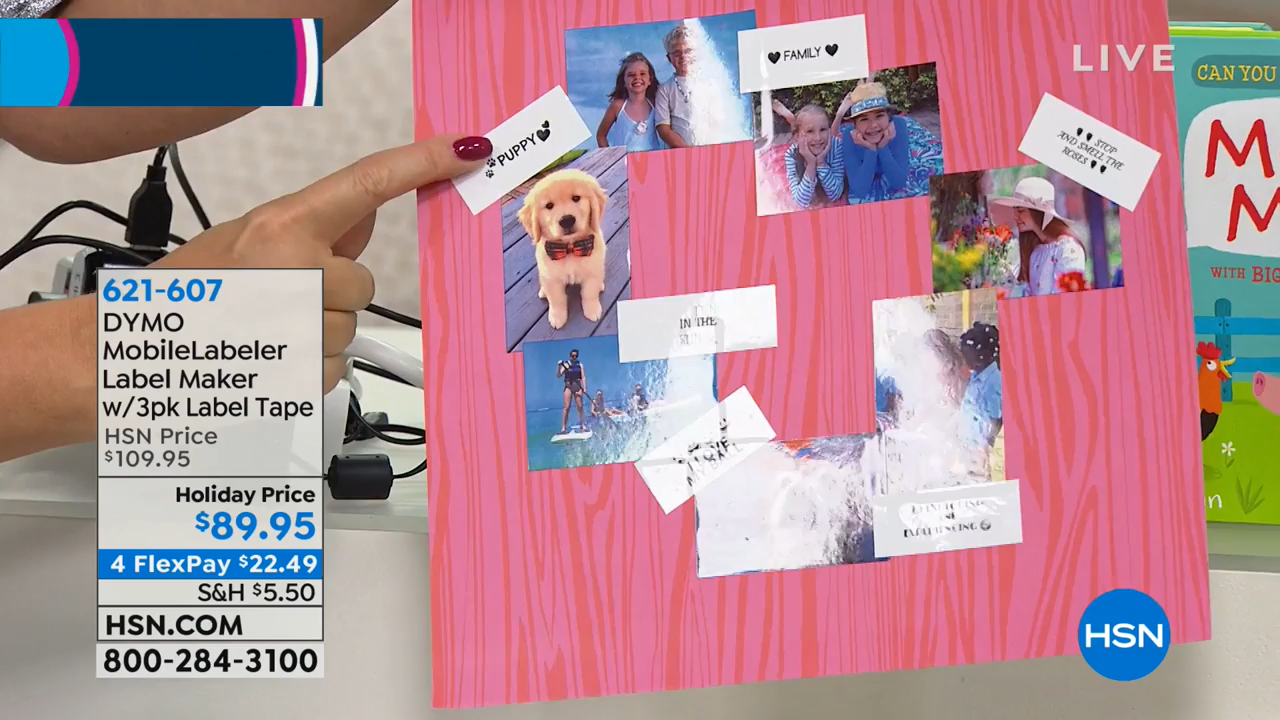 LIVE
FAMILY
PUPPY
STOP
AND SMELL THE
ROSES
IN THE
CAN YOU
WITH BIG
621-607
DYMO
MobileLabeler
Label Maker
w/3pk Label Tape
HSN Price
$109.95
Holiday Price
$89.95
4 FlexPay $22.49
S&H $5.50
HSN.COM
800-284-3100
HSN